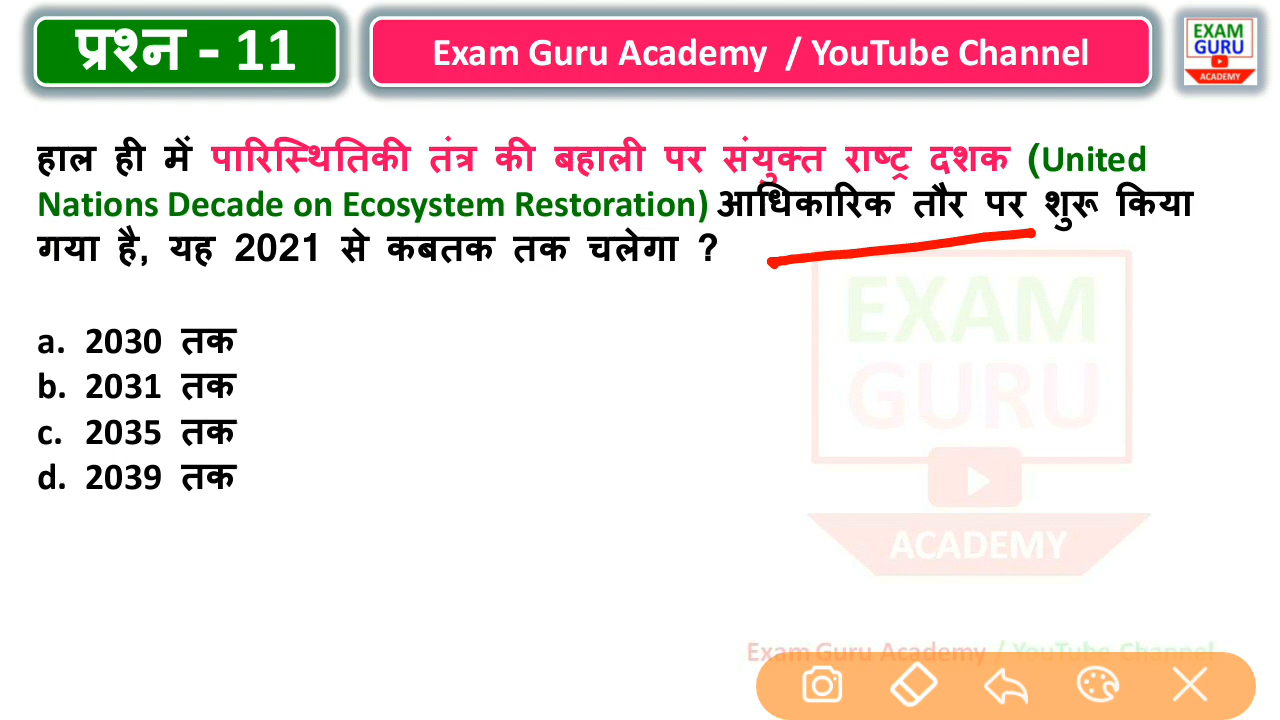 प्रश्न - 11
Exam Guru Academy / YouTube Channel
EXAM
GURU
ACADEMY
हाल ही में पारिस्थितिकी तंत्र की बहाली पर संयुक्त राष्ट्र दशक (United
Nations Decade on Ecosystem Restoration) आधिकारिक तौर पर शुरू किया
गया है, यह 2021 से कबतक तक चलेगा ?
a. 2030 तक
b. 2031 तक
c. 2035 तक
d. 2039 तक
EXAM
GURU
ACADEMY
Exam Guru Academy / YouTube Channel